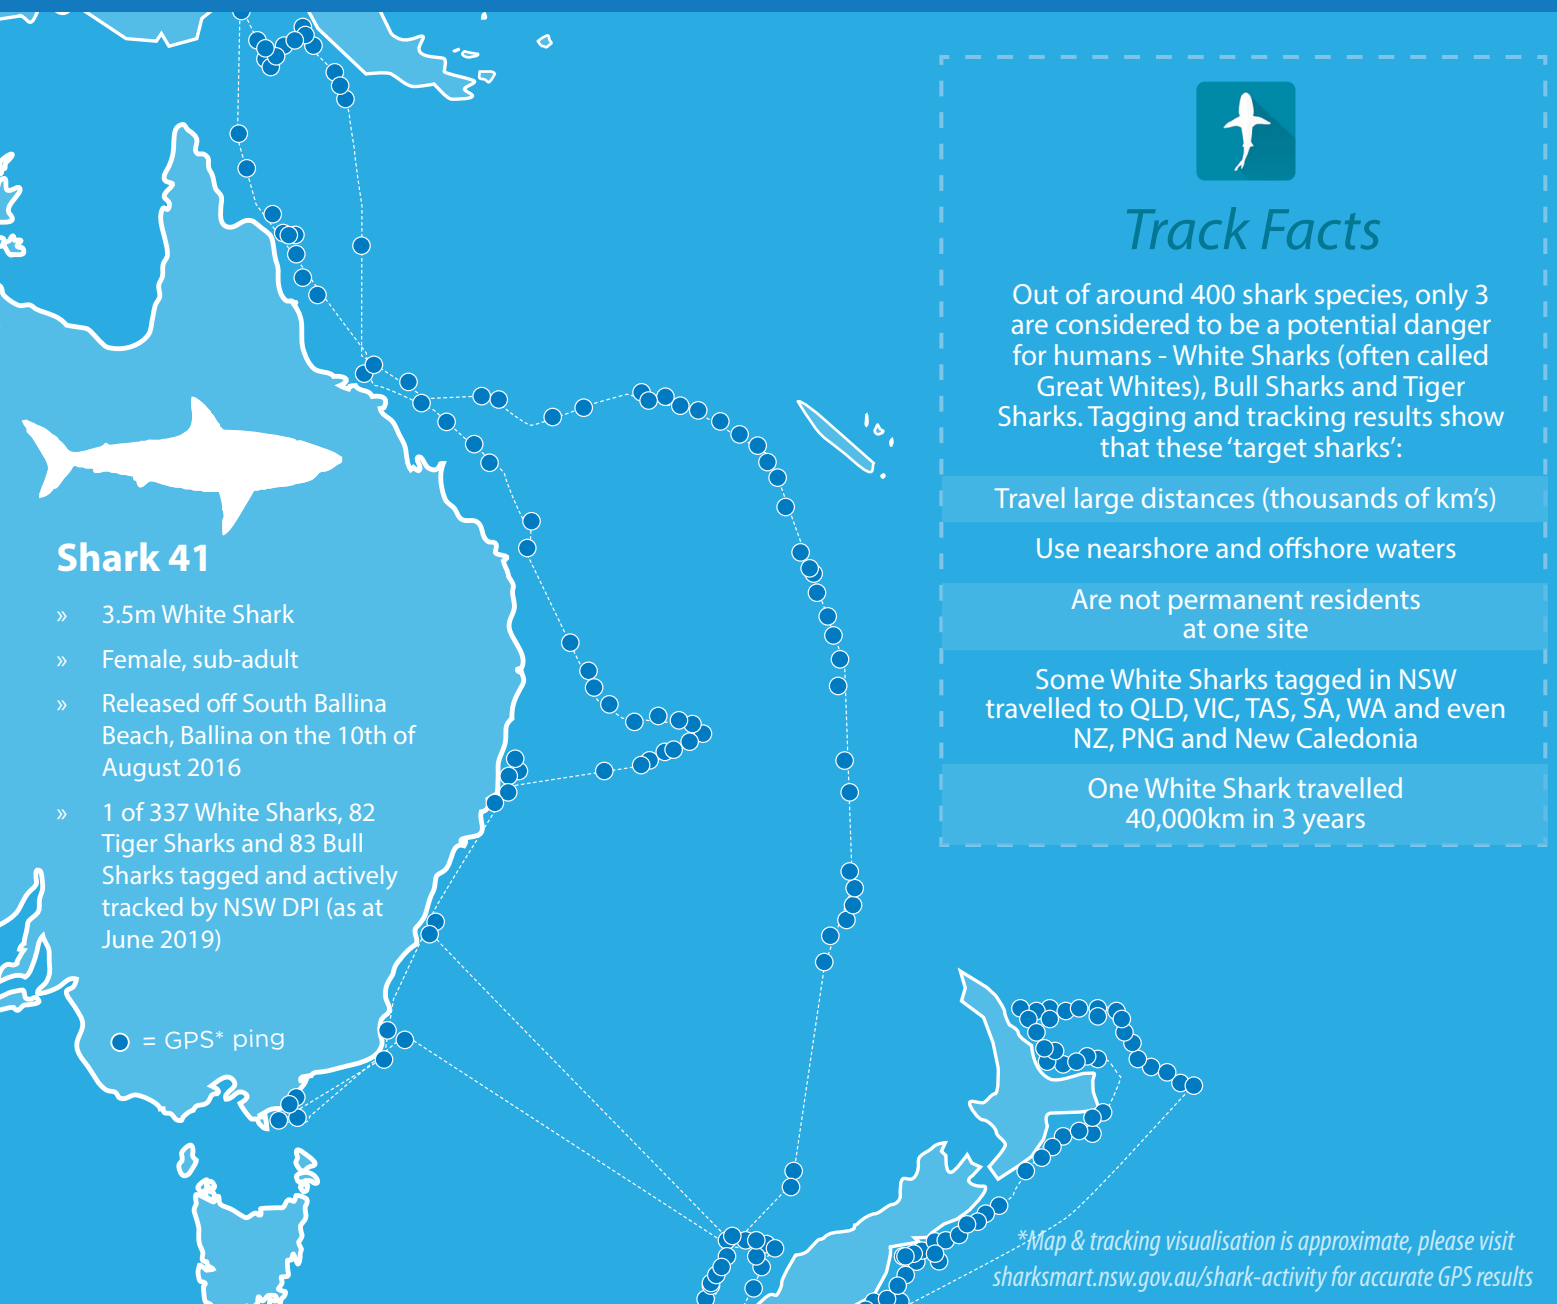 Track Facts
Out of around 400 shark species, only 3
are considered to be a potential danger
for humans - White Sharks (often called
Great Whites), Bull Sharks and Tiger
Sharks. Tagging and tracking results show
that these ‘target sharks’:
Travel large distances (thousands of km’s)
Use nearshore and offshore waters
Are not permanent residents
at one site
Some White Sharks tagged in NSW
travelled to QLD, VIC, TAS, SA, WA and even
NZ, PNG and New Caledonia
One White Shark travelled
40,000km in 3 years
Shark 41
» 3.5m White Shark
» Female, sub-adult
» Released off South Ballina
Beach, Ballina on the 10th of
August 2016
» 1 of 337 White Sharks, 82
Tiger Sharks and 83 Bull
Sharks tagged and actively
tracked by NSW DPI (as at
June 2019)
= GPS* ping
*Map & tracking visualisation is approximate, please visit
sharksmart.nsw.gov.au/shark-activity for accurate GPS results